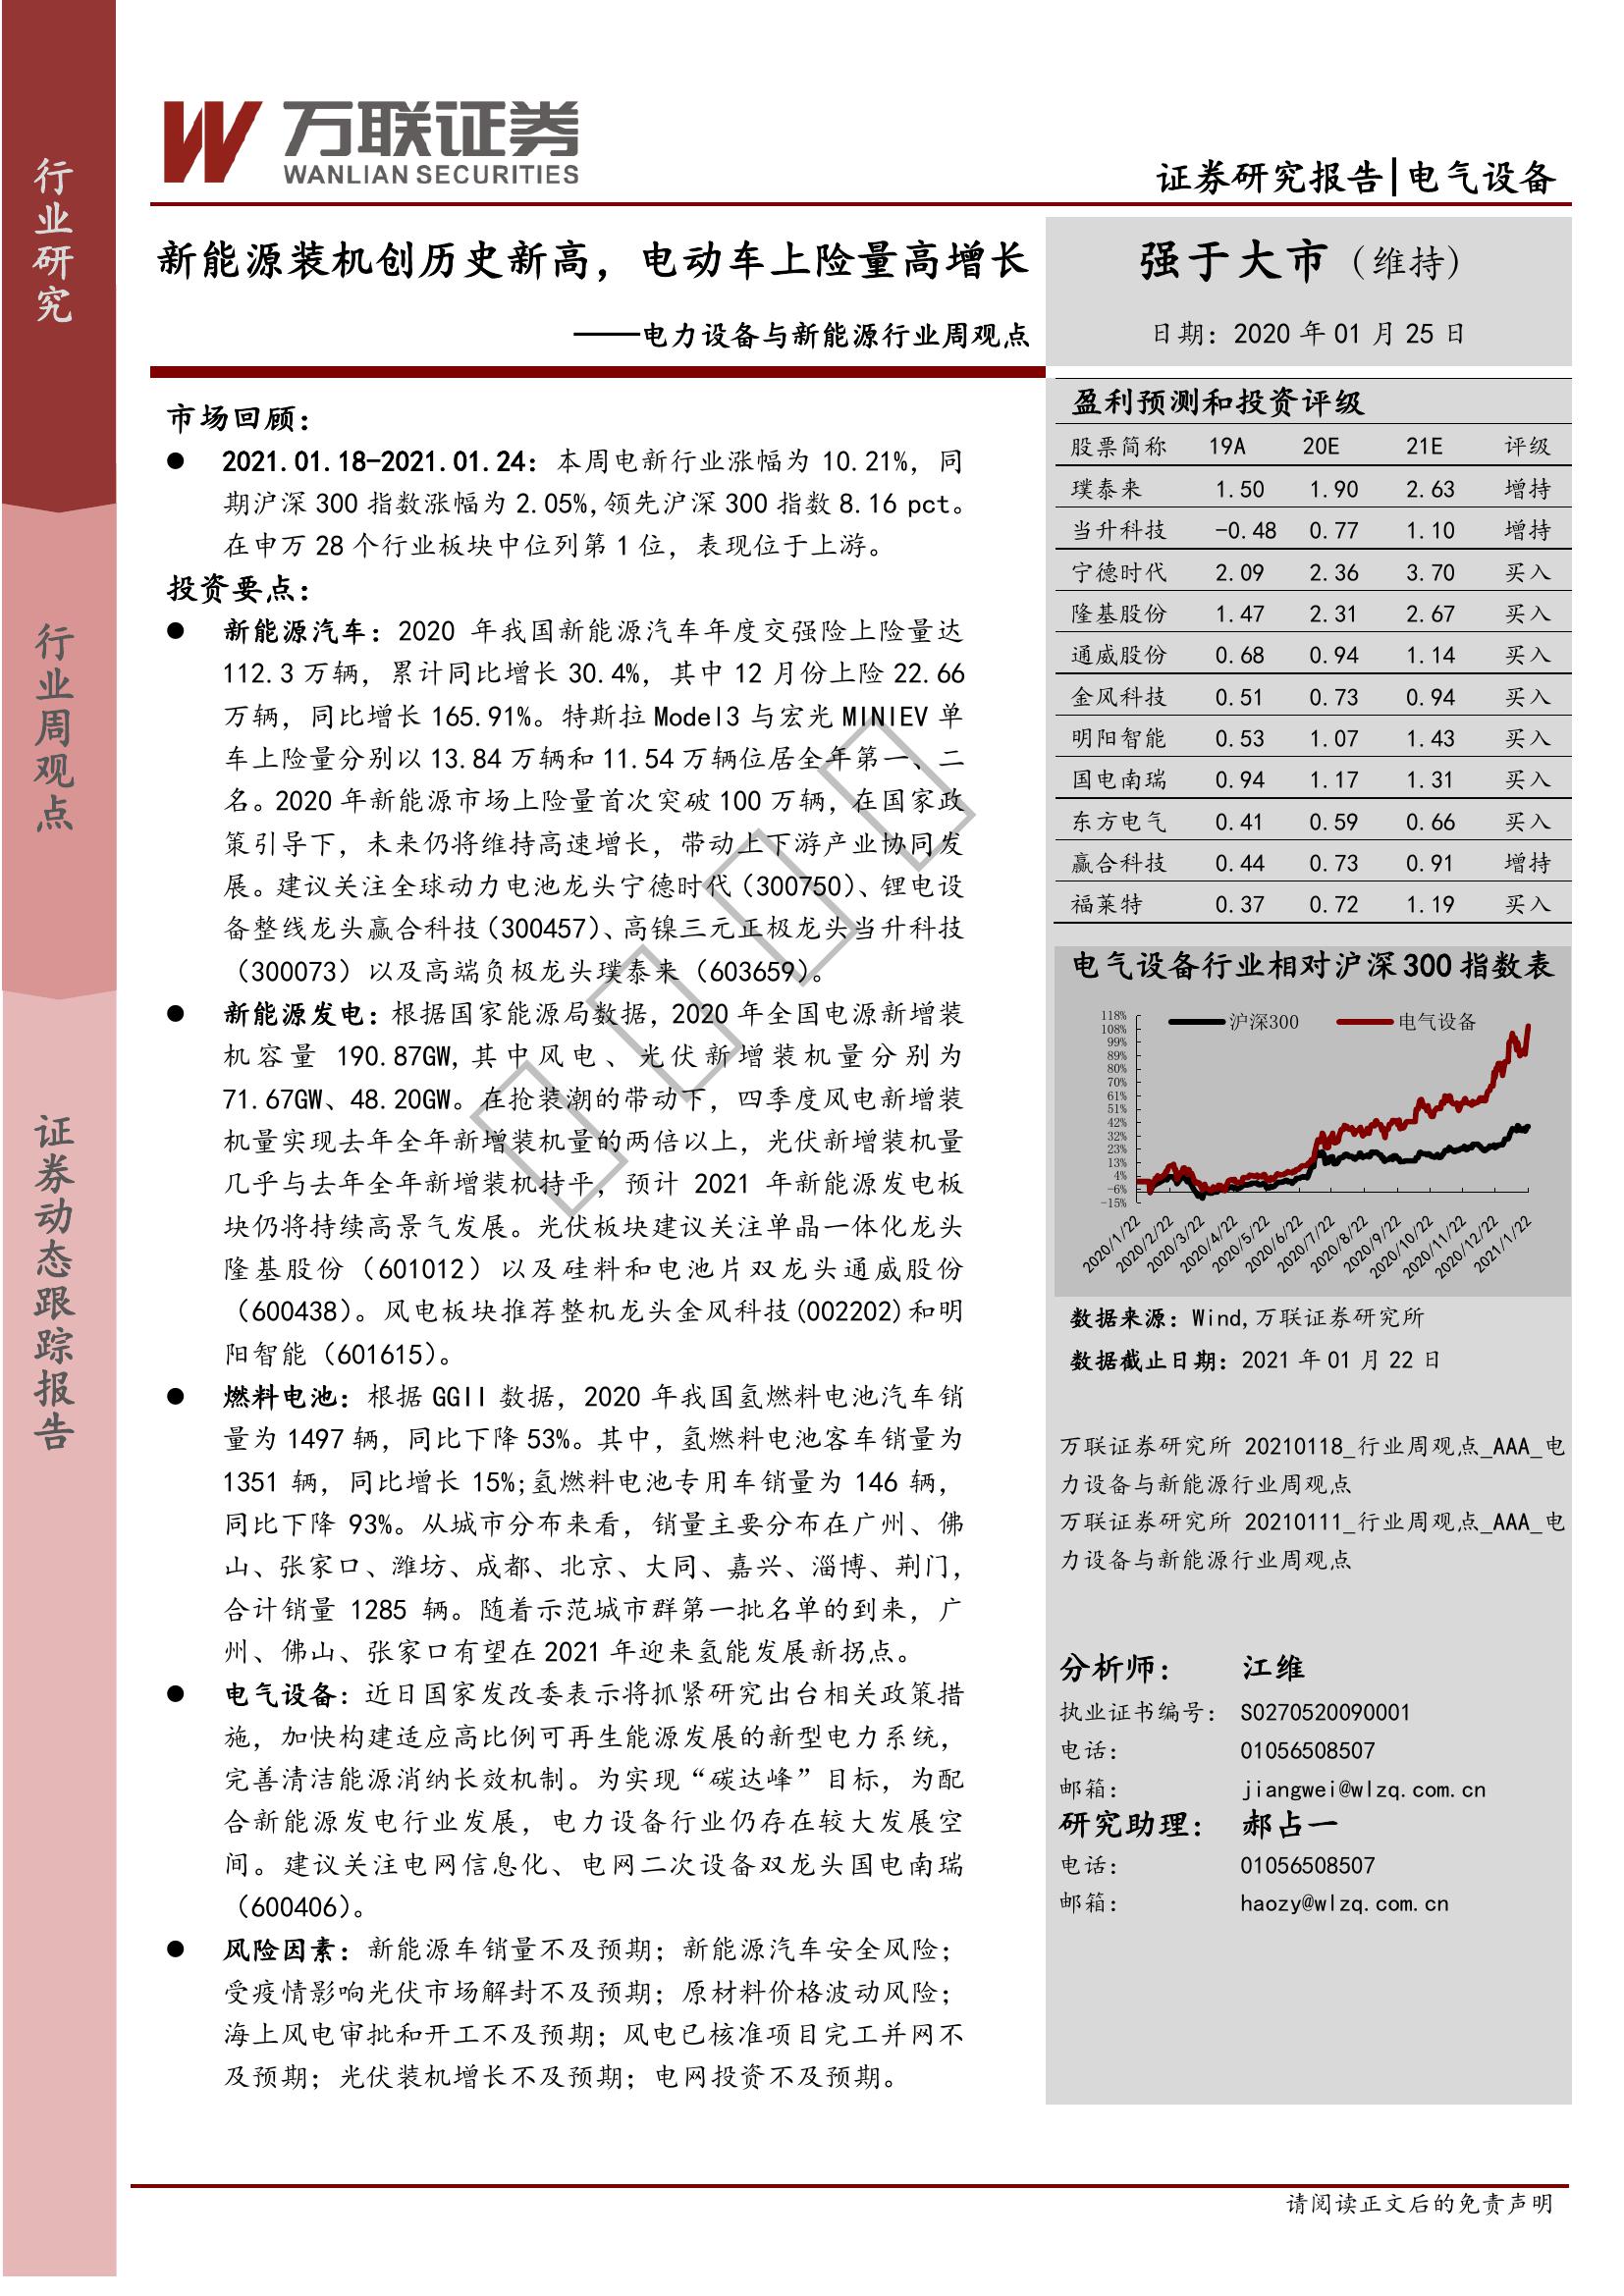 行业研究
行业周观点
证券动态跟踪报告
万联证券
WANLIAN SECURITIES
证券研究报告|电气设备
新能源装机创历史新高，电动车上险量高增长
——电力设备与新能源行业周观点
强于大市（维持）
日期：2020 年 01 月 25 日
市场回顾：
● 2021.01.18-2021.01.24：本周电新行业涨幅为 10.21%，同
期沪深 300 指数涨幅为 2.05%,领先沪深 300 指数 8.16 pct。
在申万 28 个行业板块中位列第 1 位，表现位于上游。
投资要点：
● 新能源汽车：2020 年我国新能源汽车年度交强险上险量达
112.3 万辆，累计同比增长 30.4%，其中 12 月份上险 22.66
万辆，同比增长 165.91%。特斯拉 Model3 与宏光 MINIEV 单
车上险量分别以 13.84 万辆和 11.54 万辆位居全年第一、二
名。2020 年新能源市场上险量首次突破 100 万辆，在国家政
策引导下，未来仍将维持高速增长，带动上下游产业协同发
展。建议关注全球动力电池龙头宁德时代（300750）、锂电设
备整线龙头赢合科技（300457）、高镍三元正极龙头当升科技
（300073）以及高端负极龙头璞泰来（603659）。
● 新能源发电：根据国家能源局数据，2020 年全国电源新增装
机容量 190.87GW,其中风电、光伏新增装机量分别为
71.67GW、48.20GW。在抢装潮的带动下，四季度风电新增装
机量实现去年全年新增装机量的两倍以上，光伏新增装机量
几乎与去年全年新增装机持平，预计 2021 年新能源发电板
块仍将持续高景气发展。光伏板块建议关注单晶一体化龙头
隆基股份（601012）以及硅料和电池片双龙头通威股份
（600438）。风电板块推荐整机龙头金风科技(002202)和明
阳智能（601615）。
● 燃料电池：根据 GGII 数据，2020 年我国氢燃料电池汽车销
量为 1497 辆，同比下降 53%。其中，氢燃料电池客车销量为
1351 辆，同比增长 15%;氢燃料电池专用车销量为 146 辆，
同比下降 93%。从城市分布来看，销量主要分布在广州、佛
山、张家口、潍坊、成都、北京、大同、嘉兴、淄博、荆门，
合计销量 1285 辆。随着示范城市群第一批名单的到来，广
州、佛山、张家口有望在 2021 年迎来氢能发展新拐点。
● 电气设备：近日国家发改委表示将抓紧研究出台相关政策措
施，加快构建适应高比例可再生能源发展的新型电力系统，
完善清洁能源消纳长效机制。为实现“碳达峰”目标，为配
合新能源发电行业发展，电力设备行业仍存在较大发展空
间。建议关注电网信息化、电网二次设备双龙头国电南瑞
（600406）。
● 风险因素：新能源车销量不及预期；新能源汽车安全风险；
受疫情影响光伏市场解封不及预期；原材料价格波动风险；
海上风电审批和开工不及预期；风电已核准项目完工并网不
及预期；光伏装机增长不及预期；电网投资不及预期。
盈利预测和投资评级
股票简称 19A 20E 21E 评级
璞泰来 1.50 1.90 2.63 增持
当升科技 -0.48 0.77 1.10 增持
宁德时代 2.09 2.36 3.70 买入
隆基股份 1.47 2.31 2.67 买入
通威股份 0.68 0.94 1.14 买入
金风科技 0.51 0.73 0.94 买入
明阳智能 0.53 1.07 1.43 买入
国电南瑞 0.94 1.17 1.31 买入
东方电气 0.41 0.59 0.66 买入
赢合科技 0.44 0.73 0.91 增持
福莱特 0.37 0.72 1.19 买入
电气设备行业相对沪深 300 指数表
沪深300 电气设备
118%
108%
99%
89%
80%
70%
61%
51%
42%
32%
23%
13%
4%
-6%
-15%
2020/1/22
2020/2/22
2020/3/22
2020/4/22
2020/5/22
2020/6/22
2020/7/22
2020/8/22
2020/9/22
2020/10/22
2020/11/22
2020/12/22
2021/1/22
数据来源：Wind,万联证券研究所
数据截止日期：2021 年 01 月 22 日
万联证券研究所 20210118_行业周观点_AAA_电
力设备与新能源行业周观点
万联证券研究所 20210111_行业周观点_AAA_电
力设备与新能源行业周观点
分析师： 江维
执业证书编号： S0270520090001
电话： 01056508507
邮箱： jiangwei@wlzq.com.cn
研究助理： 郝占一
电话： 01056508507
邮箱： haozy@wlzq.com.cn
请阅读正文后的免责声明